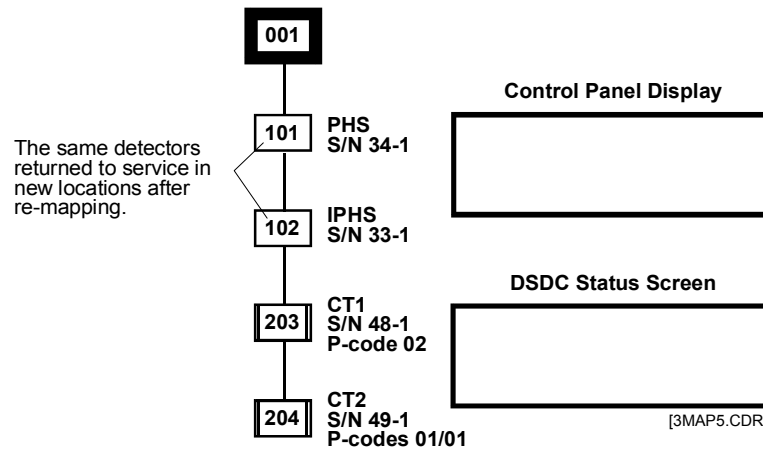 001
Control Panel Display
101
PHS
S/N 34-1
The same detectors
returned to service in
new locations after
re-mapping.
102
IPHS
S/N 33-1
DSDC Status Screen
203
CT1
S/N 48-1
P-code 02
204
CT2
S/N 49-1
P-codes 01/01
[3MAP5.CDR